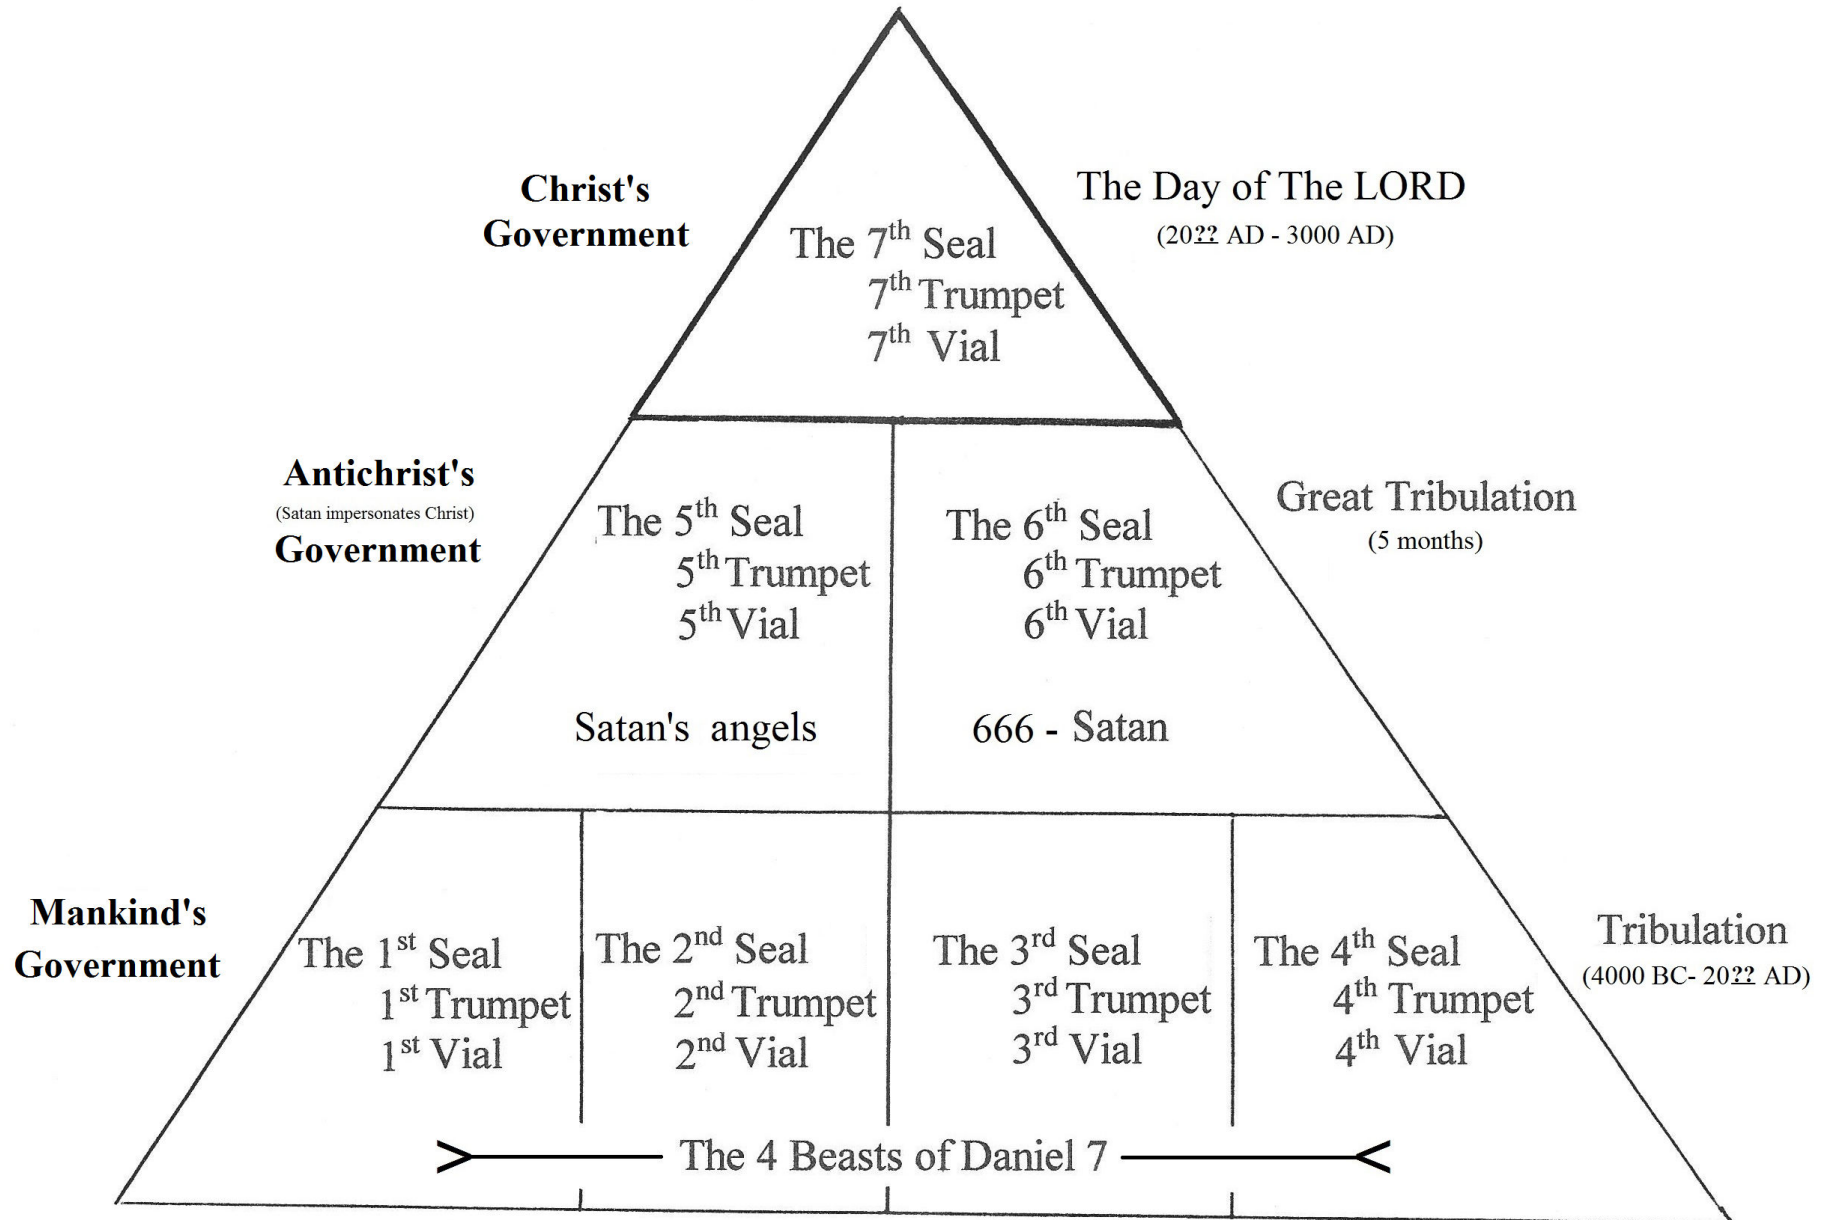 Christ's
Government
The Day of The LORD
(20?? AD - 3000 AD)
The 7th Seal
7th Trumpet
7th Vial
Antichrist's
(Satan impersonates Christ)
Government
Great Tribulation
(5 months)
The 5th Seal
5th Trumpet
5th Vial
Satan's angels
The 6th Seal
6th Trumpet
6th Vial
666 - Satan
Mankind's
Government
Tribulation
(4000 BC- 20?? AD)
The 1st Seal
1st Trumpet
1st Vial
The 2nd Seal
2nd Trumpet
2nd Vial
The 3rd Seal
3rd Trumpet
3rd Vial
The 4th Seal
4th Trumpet
4th Vial
The 4 Beasts of Daniel 7